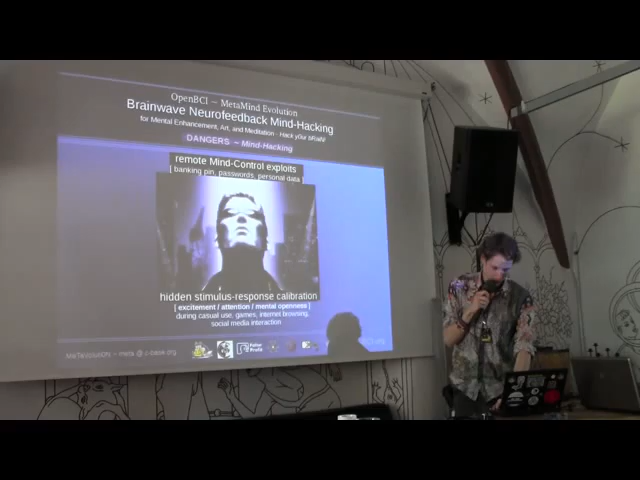 OpenBCI ~ MetaMind Evolution
Brainwave Neurofeedback Mind-Hacking
for Mental Enhancement, Art, and Meditation - Hack y0ur bRaiN!
DANGERS ~ Mind-Hacking
remote Mind-Control exploits
[ banking pin, passwords, personal data ]
hidden stimulus-response calibration
[ excitement / attention / mental openness ]
during casual use, games, internet browsing,
social media interaction